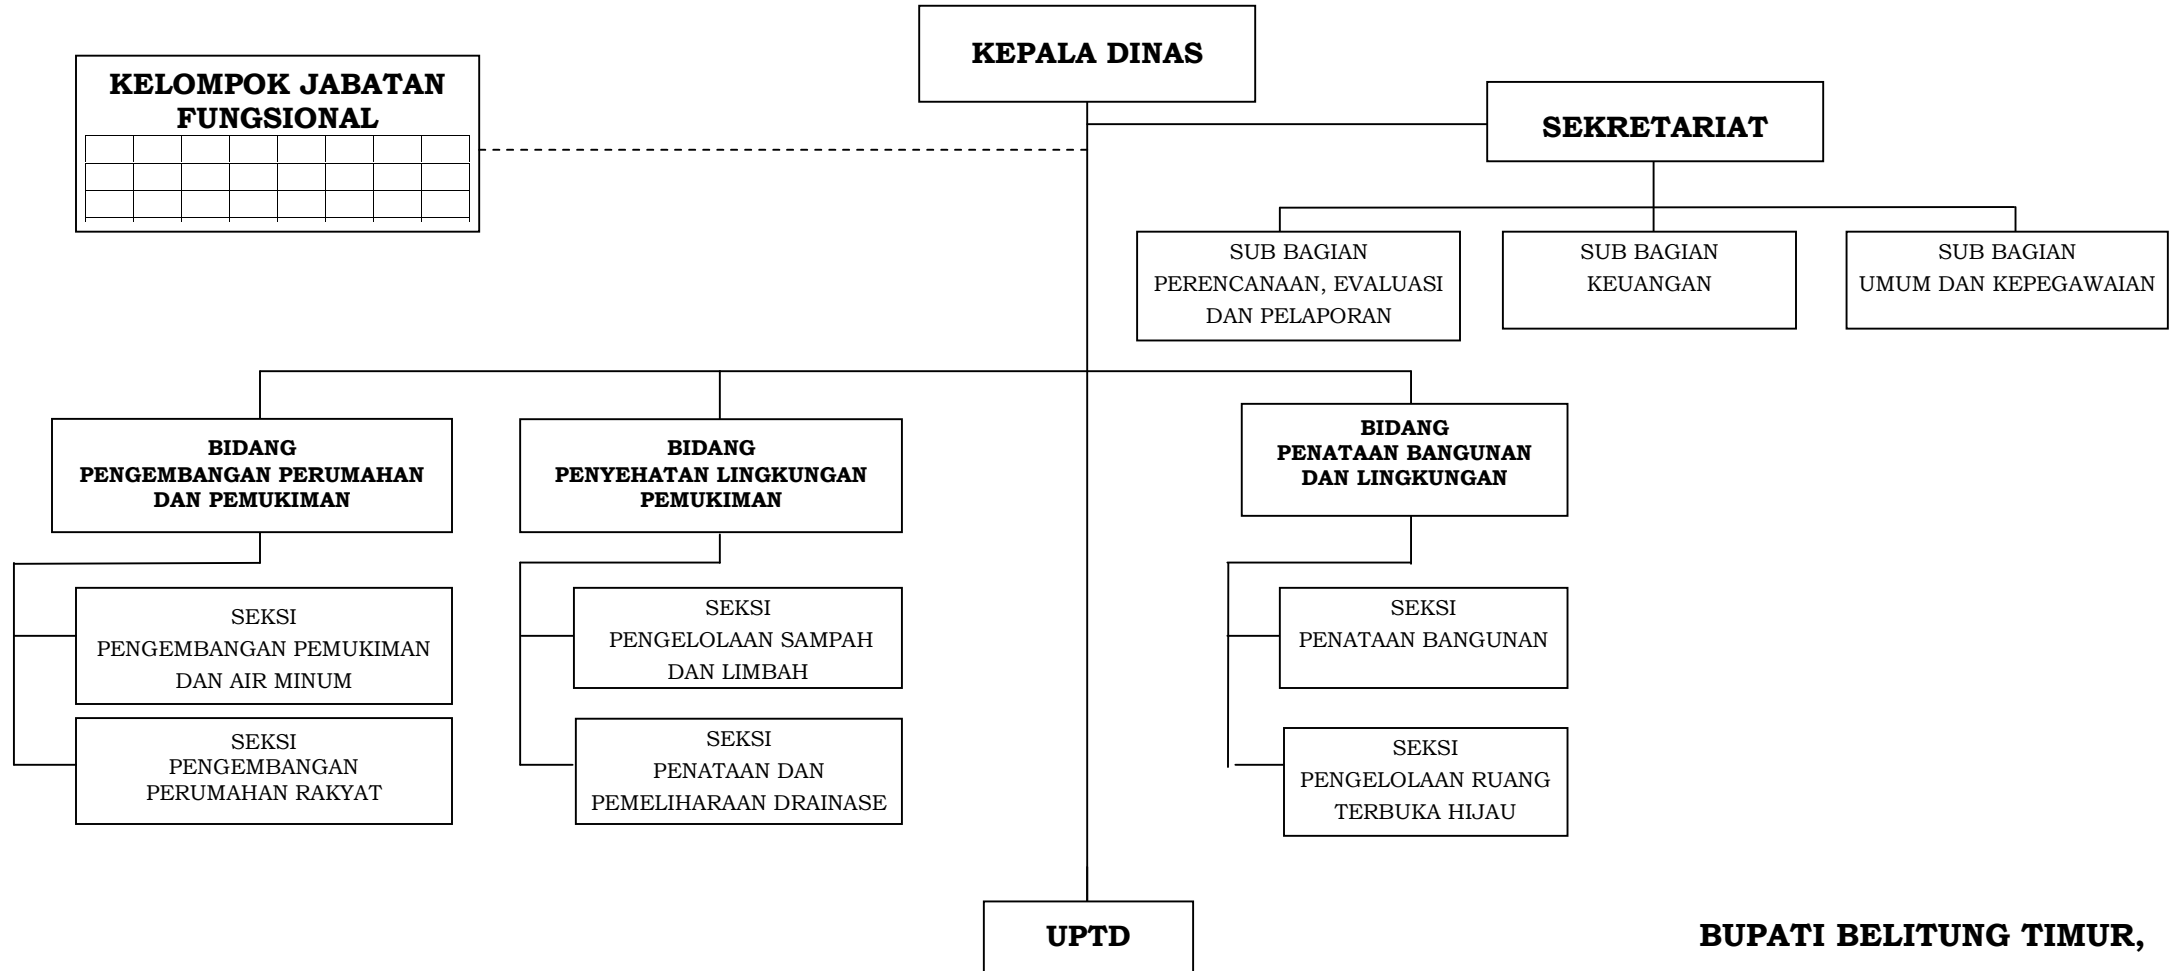 KEPALA DINAS
KELOMPOK JABATAN
FUNGSIONAL
SEKRETARIAT
SUB BAGIAN
PERENCANAAN, EVALUASI
DAN PELAPORAN
SUB BAGIAN
KEUANGAN
SUB BAGIAN
UMUM DAN KEPEGAWAIAN
BIDANG
PENGEMBANGAN PERUMAHAN
DAN PEMUKIMAN
BIDANG
PENYEHATAN LINGKUNGAN
PEMUKIMAN
BIDANG
PENATAAN BANGUNAN
DAN LINGKUNGAN
SEKSI
PENGEMBANGAN PEMUKIMAN
DAN AIR MINUM
SEKSI
PENGELOLAAN SAMPAH
DAN LIMBAH
SEKSI
PENATAAN BANGUNAN
SEKSI
PENGEMBANGAN
PERUMAHAN RAKYAT
SEKSI
PENATAAN DAN
PEMELIHARAAN DRAINASE
SEKSI
PENGELOLAAN RUANG
TERBUKA HIJAU
UPTD
BUPATI BELITUNG TIMUR,